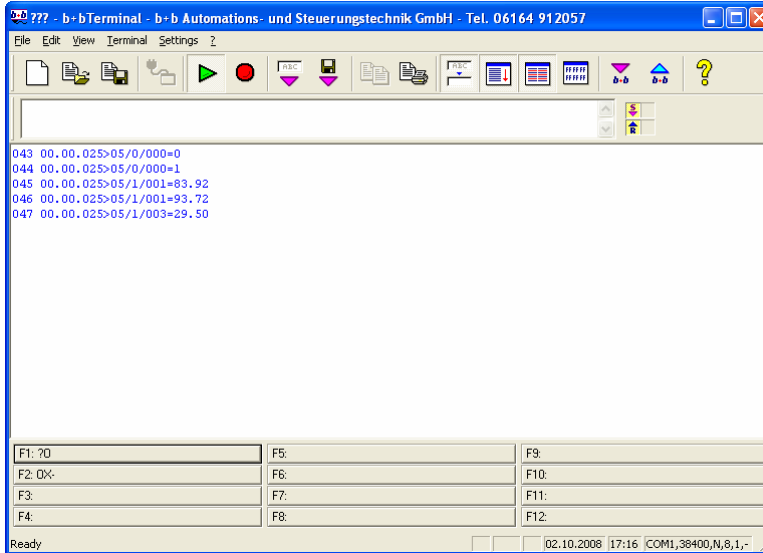 b+b ??? - b+bTerminal - b+b Automations- und Steuerungstechnik GmbH - Tel. 06164 912057
File Edit View Terminal Settings ?
ABC ABC b+b b+b ?
S
R
043 00.00.025>05/0/000=0
044 00.00.025>05/0/000=1
045 00.00.025>05/1/001=83.92
046 00.00.025>05/1/001=93.72
047 00.00.025>05/1/003=29.50
F1: ?0 F5: F9:
F2: 0X- F6: F10:
F3: F7: F11:
F4: F8: F12:
Ready 02.10.2008 17:16 COM1,38400,N,8,1,-